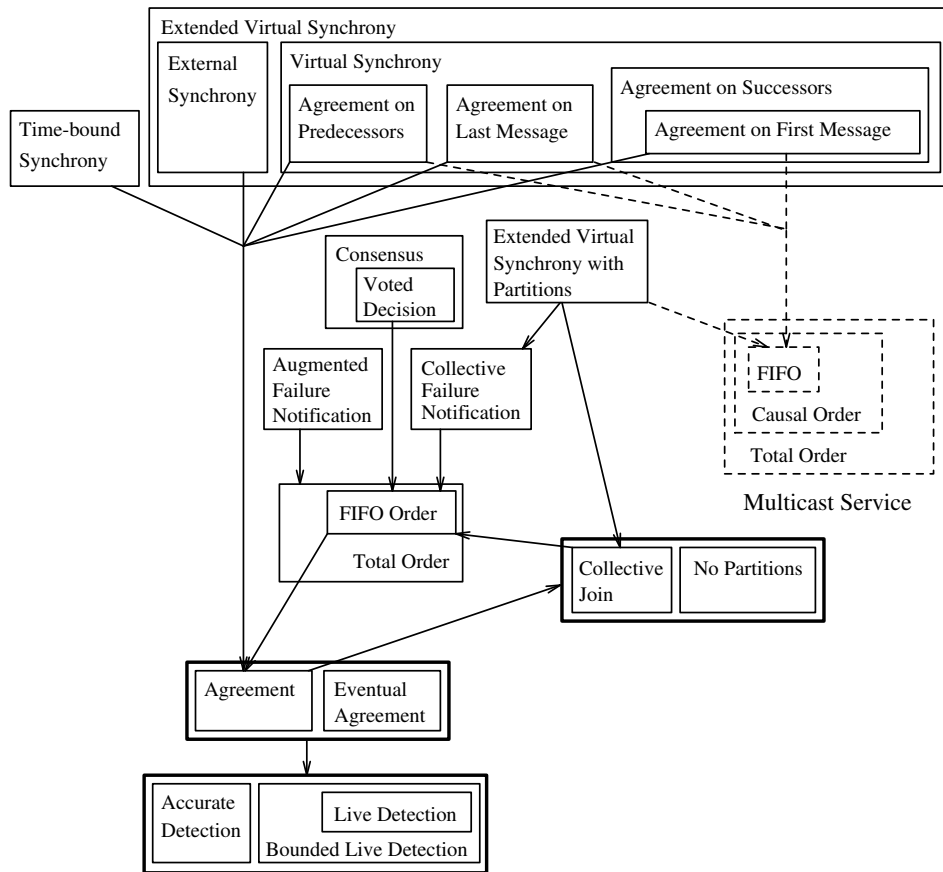 Extended Virtual Synchrony
External
Synchrony
Virtual Synchrony
Agreement on
Predecessors
Agreement on
Last Message
Agreement on Successors
Agreement on First Message
Time-bound
Synchrony
Consensus
Voted
Decision
Extended Virtual
Synchrony with
Partitions
Augmented
Failure
Notification
Collective
Failure
Notification
FIFO
Causal Order
Total Order
Multicast Service
FIFO Order
Total Order
Collective
Join
No Partitions
Agreement
Eventual
Agreement
Accurate
Detection
Live Detection
Bounded Live Detection